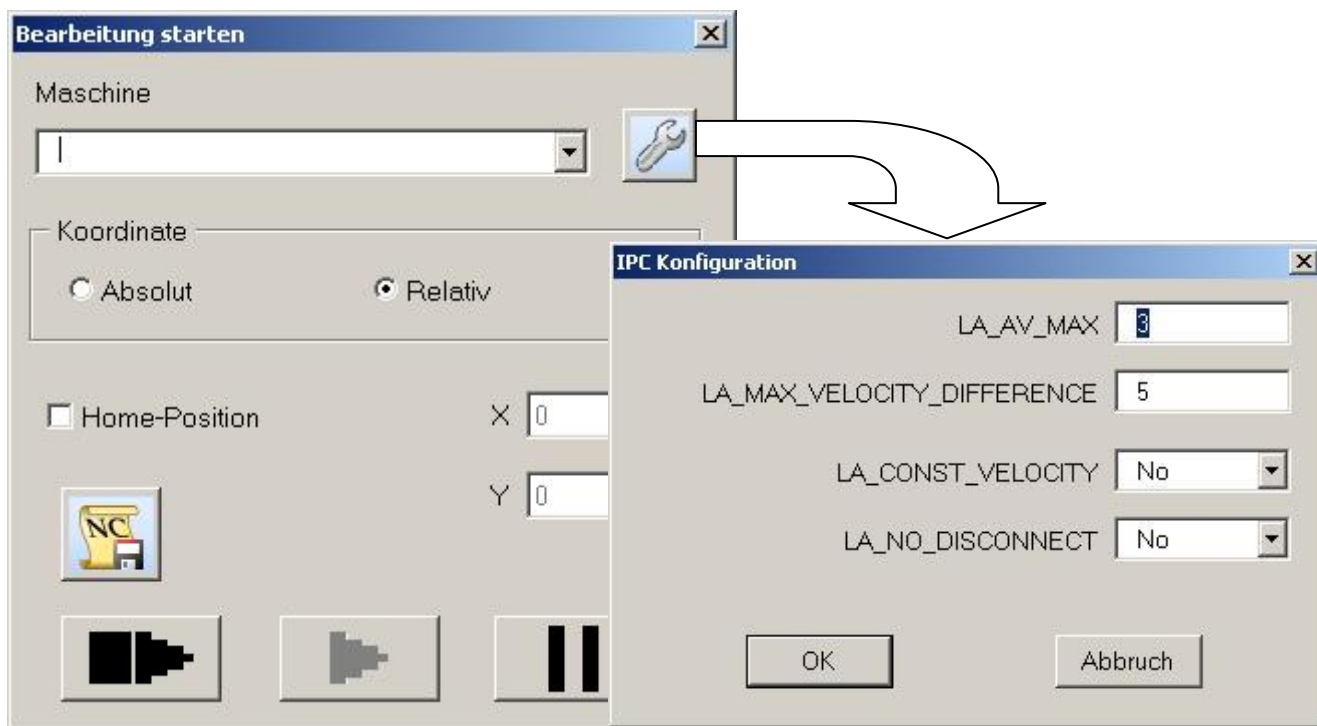 Bearbeitung starten
Maschine
Koordinate
Absolut
Relativ
Home-Position
X 0
Y 0
NC
IPC Konfiguration
LA_AV_MAX 3
LA_MAX_VELOCITY_DIFFERENCE 5
LA_CONST_VELOCITY No
LA_NO_DISCONNECT No
OK
Abbruch